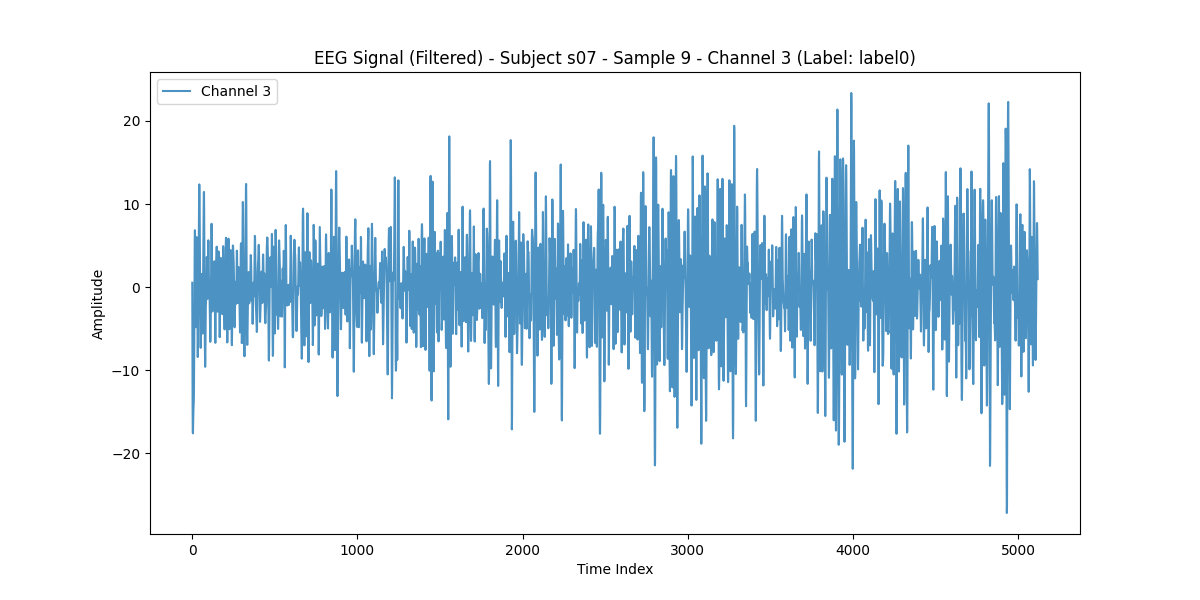 EEG Signal (Filtered) - Subject s07 - Sample 9 - Channel 3 (Label: label0)
Channel 3
Amplitude
20
10
0
−10
−20
0 1000 2000 3000 4000 5000
Time Index